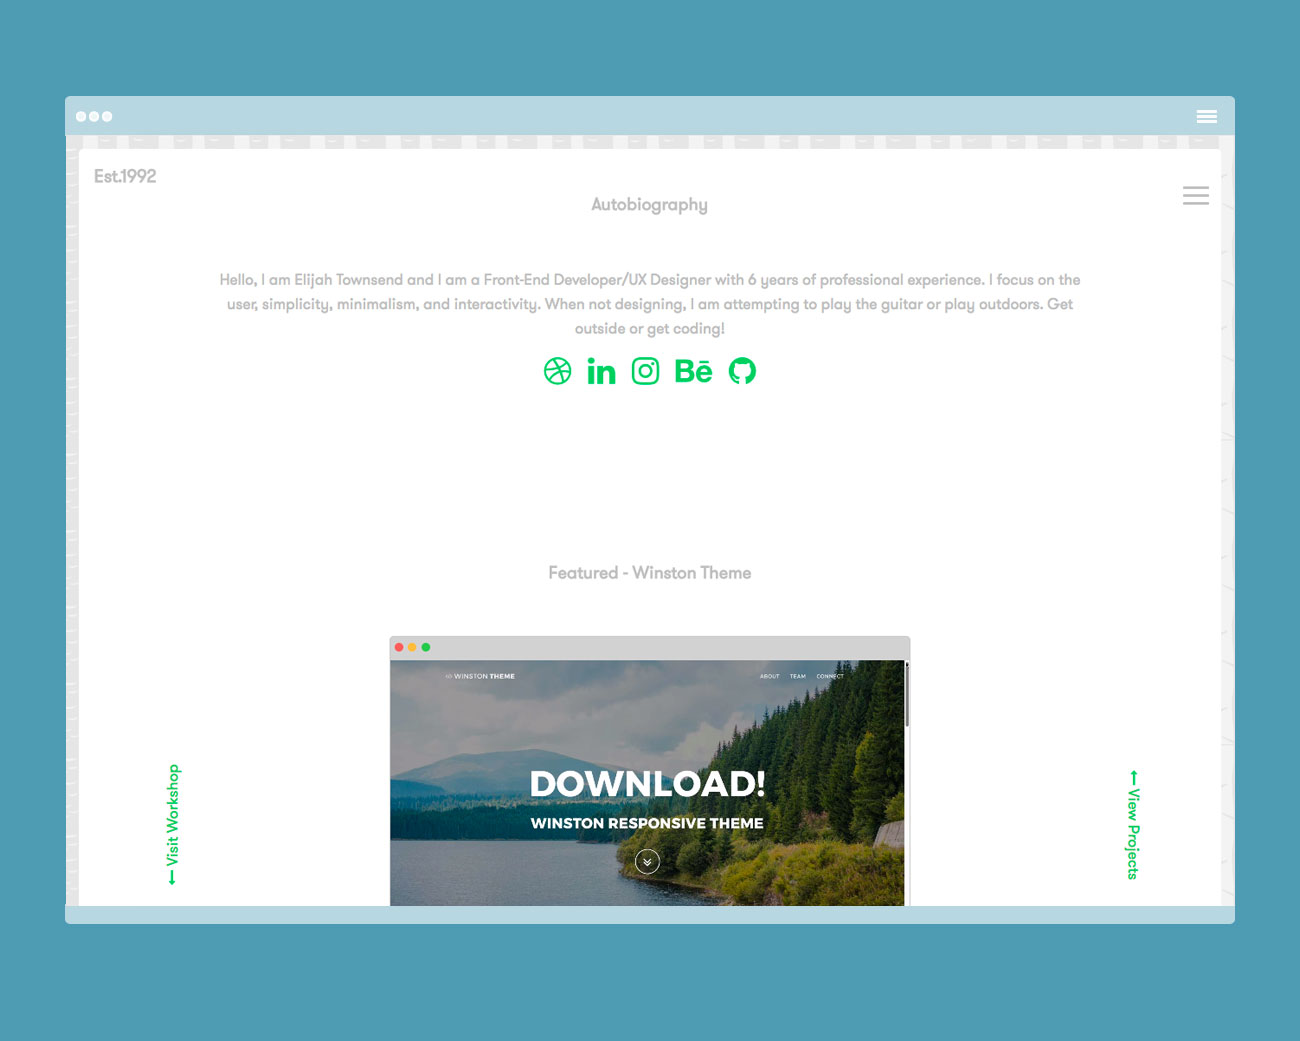 Est.1992
Autobiography
Hello, I am Elijah Townsend and I am a Front-End Developer/UX Designer with 6 years of professional experience. I focus on the
user, simplicity, minimalism, and interactivity. When not designing, I am attempting to play the guitar or play outdoors. Get
outside or get coding!
in
Bē
Featured - Winston Theme
WINSTON THEME
ABOUT TEAM CONNECT
DOWNLOAD!
WINSTON RESPONSIVE THEME
Visit Workshop
View Projects